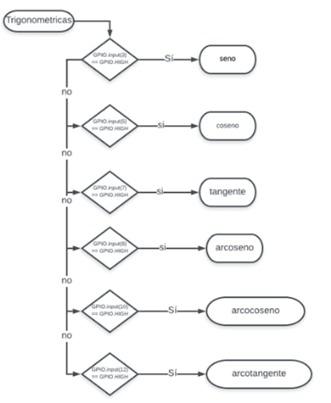 Trigonometricas
GPIO.input(3)
== GPIO.HIGH
Sí
seno
no
GPIO.input(5)
== GPIO.HIGH
si
coseno
no
GPIO.input(7)
== GPIO.HIGH
si
tangente
no
GPIO.input(8)
== GPIO.HIGH
si
arcoseno
no
GPIO.input(10)
== GPIO.HIGH
Sí
arcocoseno
no
GPIO.input(12)
== GPIO.HIGH
Sí
arcotangente